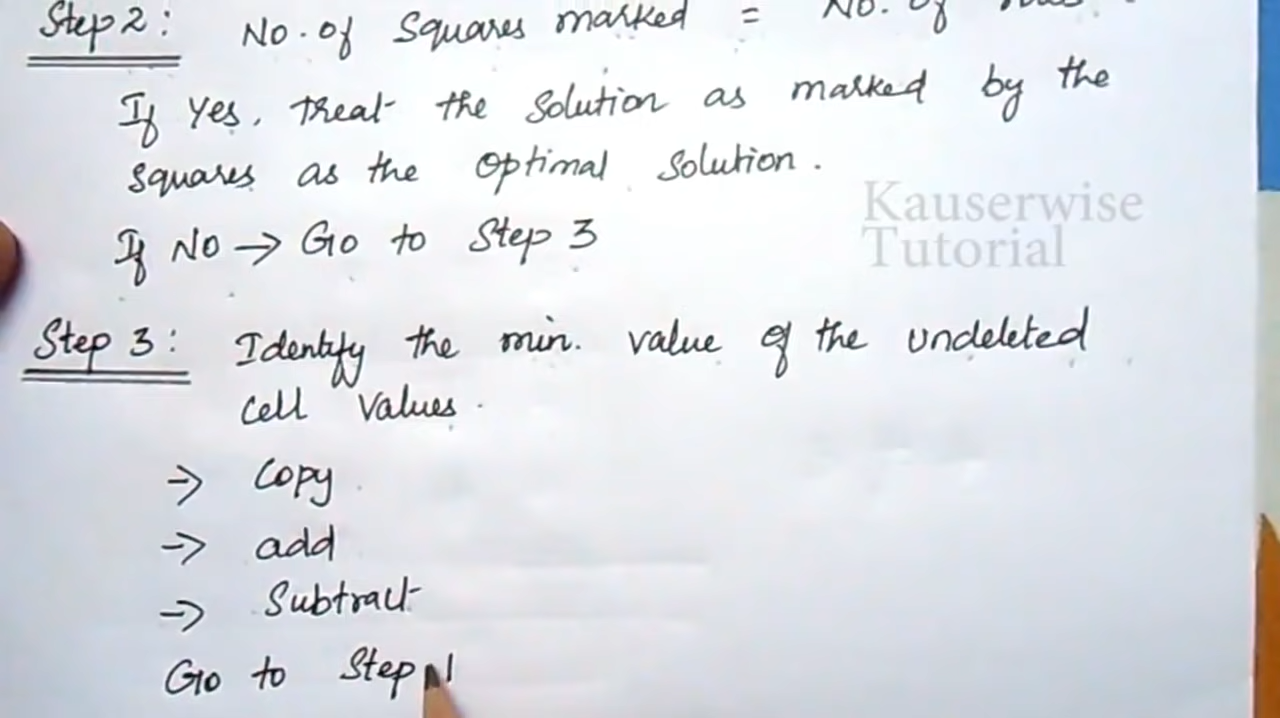 Step 2: No. of Squares marked = No. of
If Yes, treat the Solution as marked by the
squares as the Optimal Solution.
Kauserwise
Tutorial
If No → Go to Step 3
Step 3: Identify the min. value of the undeleted
cell values.
→ Copy
→ add
→ Subtract
Go to Step 1